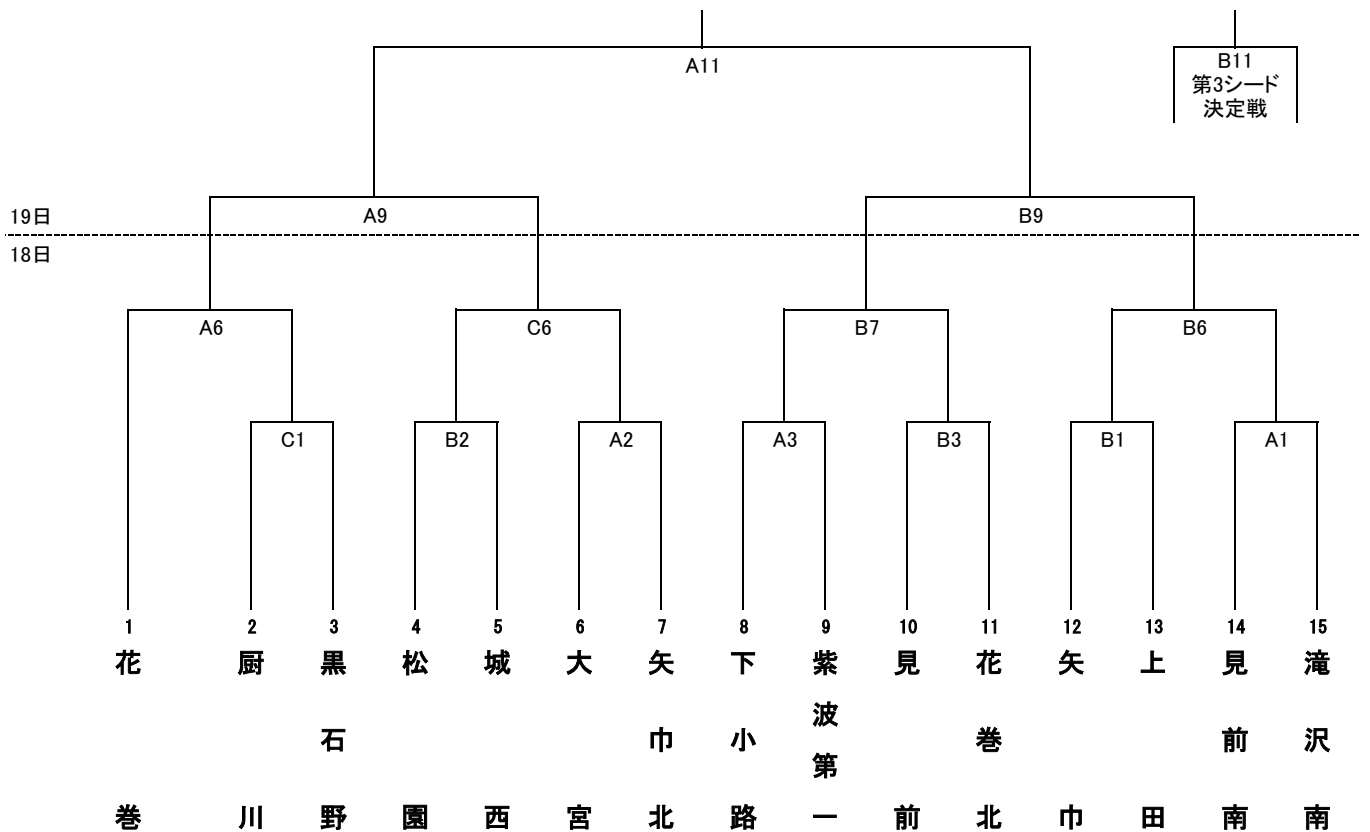 A11
B11
第3シード
決定戦
19日
A9
B9
18日
A6
C6
B7
B6
C1
B2
A2
A3
B3
B1
A1
1 2 3 4 5 6 7 8 9 10 11 12 13 14 15
花巻
厨川
黒石野
松園
城西
大宮
矢巾北
下小路
紫波第一
見前
花巻北
矢巾
上田
見前南
滝沢南